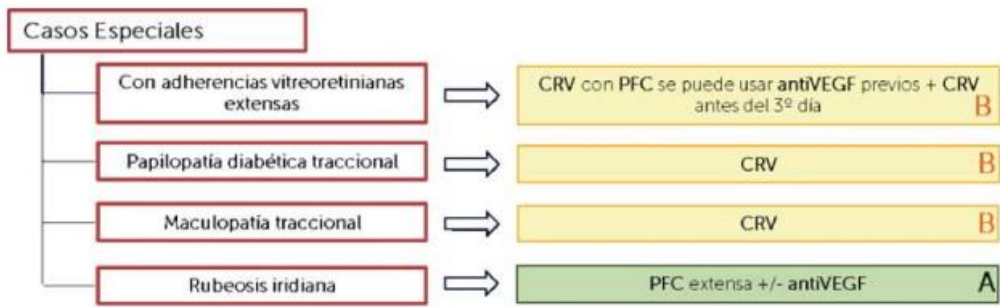 Casos Especiales
Con adherencias vitreoretinianas
extensas
CRV con PFC se puede usar antiVEGF previos + CRV
antes del 3º día
B
Papilopatía diabética traccional
CRV
B
Maculopatía traccional
CRV
B
Rubeosis iridiana
PFC extensa +/- antiVEGF
A